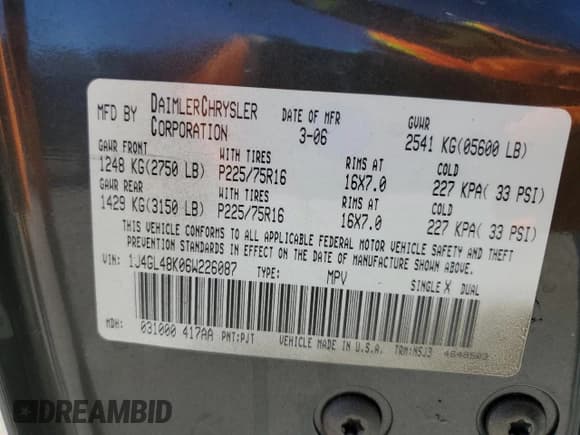 MFD BY DAIMLERCHRYSLER CORPORATION
DATE OF MFR 3-06
GVWR 2541 KG(05600 LB)
GAWR FRONT WITH TIRES RIMS AT COLD
1248 KG(2750 LB) P225/75R16 16X7.0 227 KPA( 33 PSI)
GAWR REAR WITH TIRES RIMS AT COLD
1429 KG(3150 LB) P225/75R16 16X7.0 227 KPA( 33 PSI)
THIS VEHICLE CONFORMS TO ALL APPLICABLE FEDERAL MOTOR VEHICLE SAFETY AND THEFT
PREVENTION STANDARDS IN EFFECT ON THE DATE OF MANUFACTURE SHOWN ABOVE.
VIN: 1J4GL48K06W226087 TYPE: MPV SINGLE X DUAL
MDH: 031000 417AA PNT:PJT VEHICLE MADE IN U.S.A. TRM:NSJ3 4648503
DREAMBID